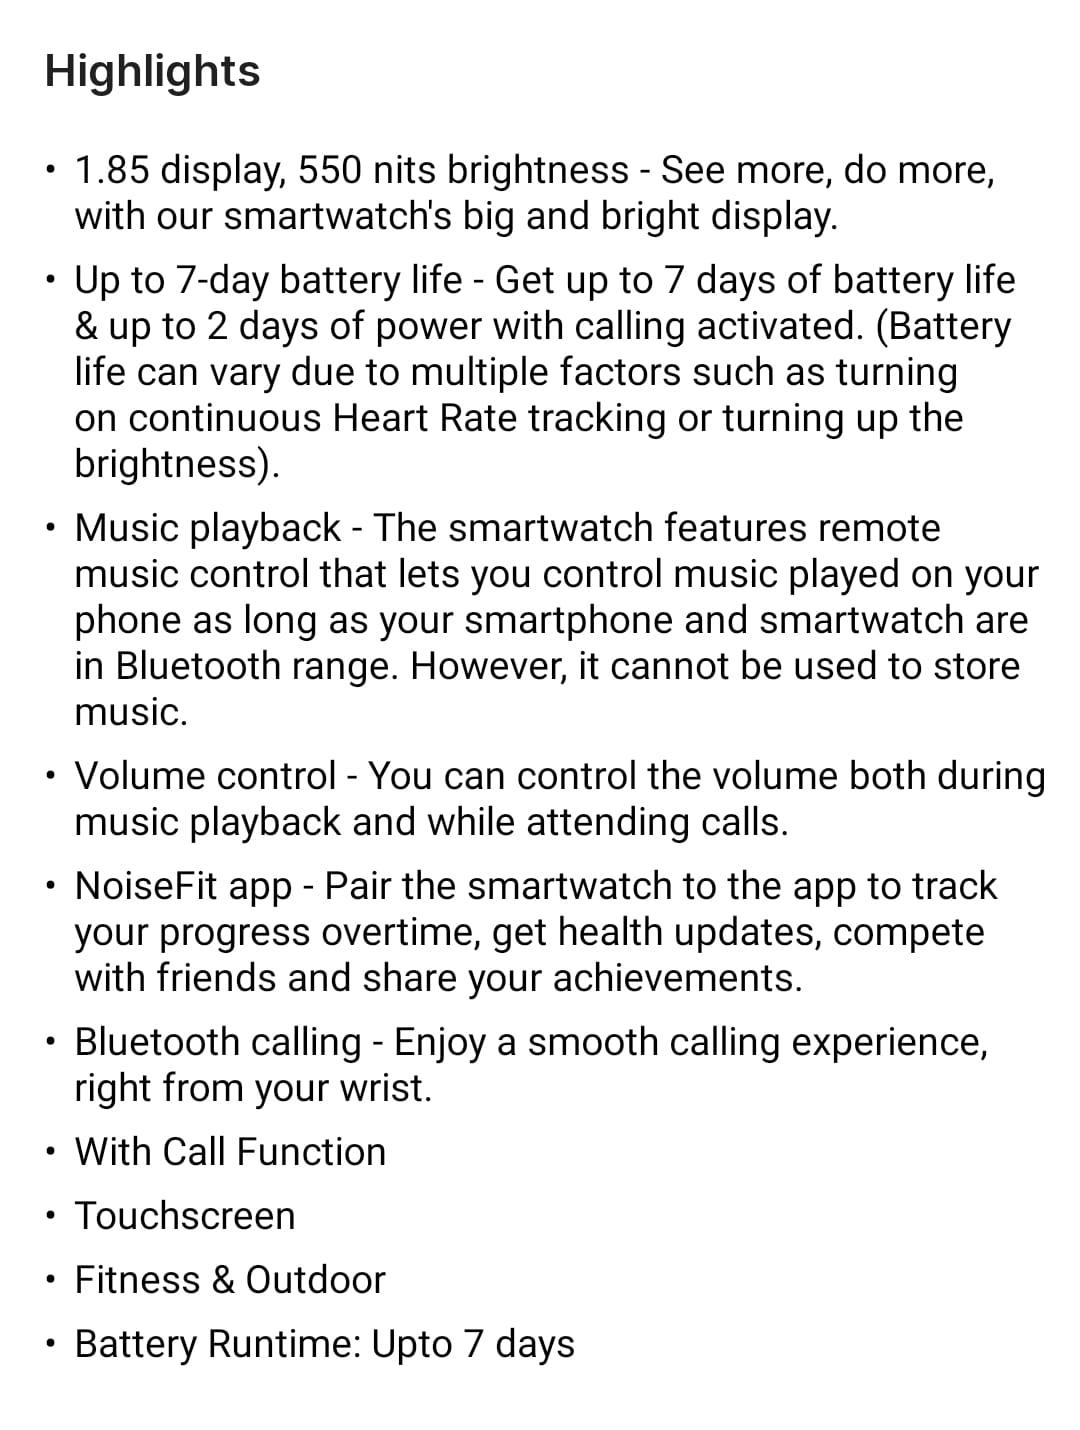 Highlights
• 1.85 display, 550 nits brightness - See more, do more,
with our smartwatch's big and bright display.
• Up to 7-day battery life - Get up to 7 days of battery life
& up to 2 days of power with calling activated. (Battery
life can vary due to multiple factors such as turning
on continuous Heart Rate tracking or turning up the
brightness).
• Music playback - The smartwatch features remote
music control that lets you control music played on your
phone as long as your smartphone and smartwatch are
in Bluetooth range. However, it cannot be used to store
music.
• Volume control - You can control the volume both during
music playback and while attending calls.
• NoiseFit app - Pair the smartwatch to the app to track
your progress overtime, get health updates, compete
with friends and share your achievements.
• Bluetooth calling - Enjoy a smooth calling experience,
right from your wrist.
• With Call Function
• Touchscreen
• Fitness & Outdoor
• Battery Runtime: Upto 7 days